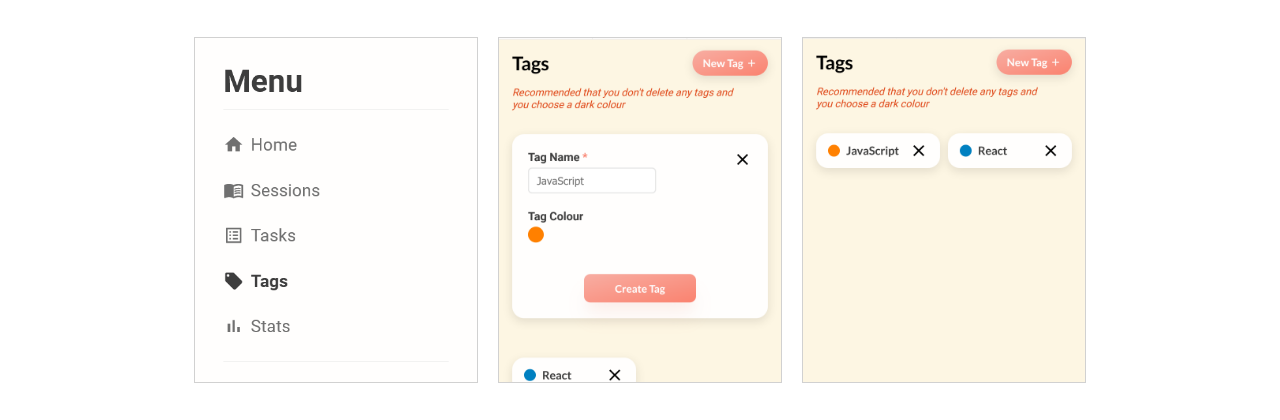 Menu
Home
Sessions
Tasks
Tags
Stats
Tags
New Tag +
Recommended that you don't delete any tags and
you choose a dark colour
Tag Name *
JavaScript
Tag Colour
Create Tag
React
Tags
New Tag +
Recommended that you don't delete any tags and
you choose a dark colour
JavaScript
React